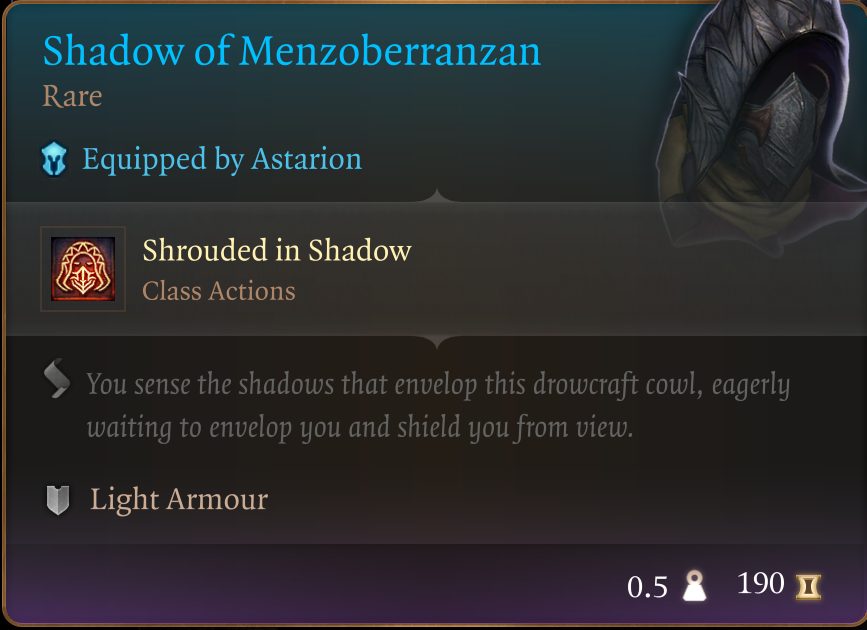 Shadow of Menzoberranzan
Rare
Equipped by Astarion
Shrouded in Shadow
Class Actions
You sense the shadows that envelop this drowcraft cowl, eagerly
waiting to envelop you and shield you from view.
Light Armour
0.5 190